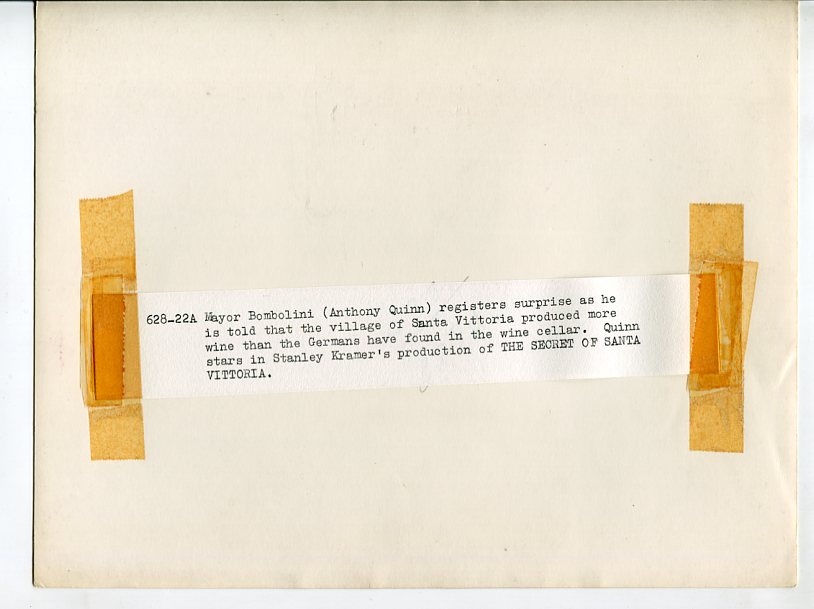 628-22A Mayor Bombolini (Anthony Quinn) registers surprise as he
is told that the village of Santa Vittoria produced more
wine than the Germans have found in the wine cellar. Quinn
stars in Stanley Kramer's production of THE SECRET OF SANTA
VITTORIA.